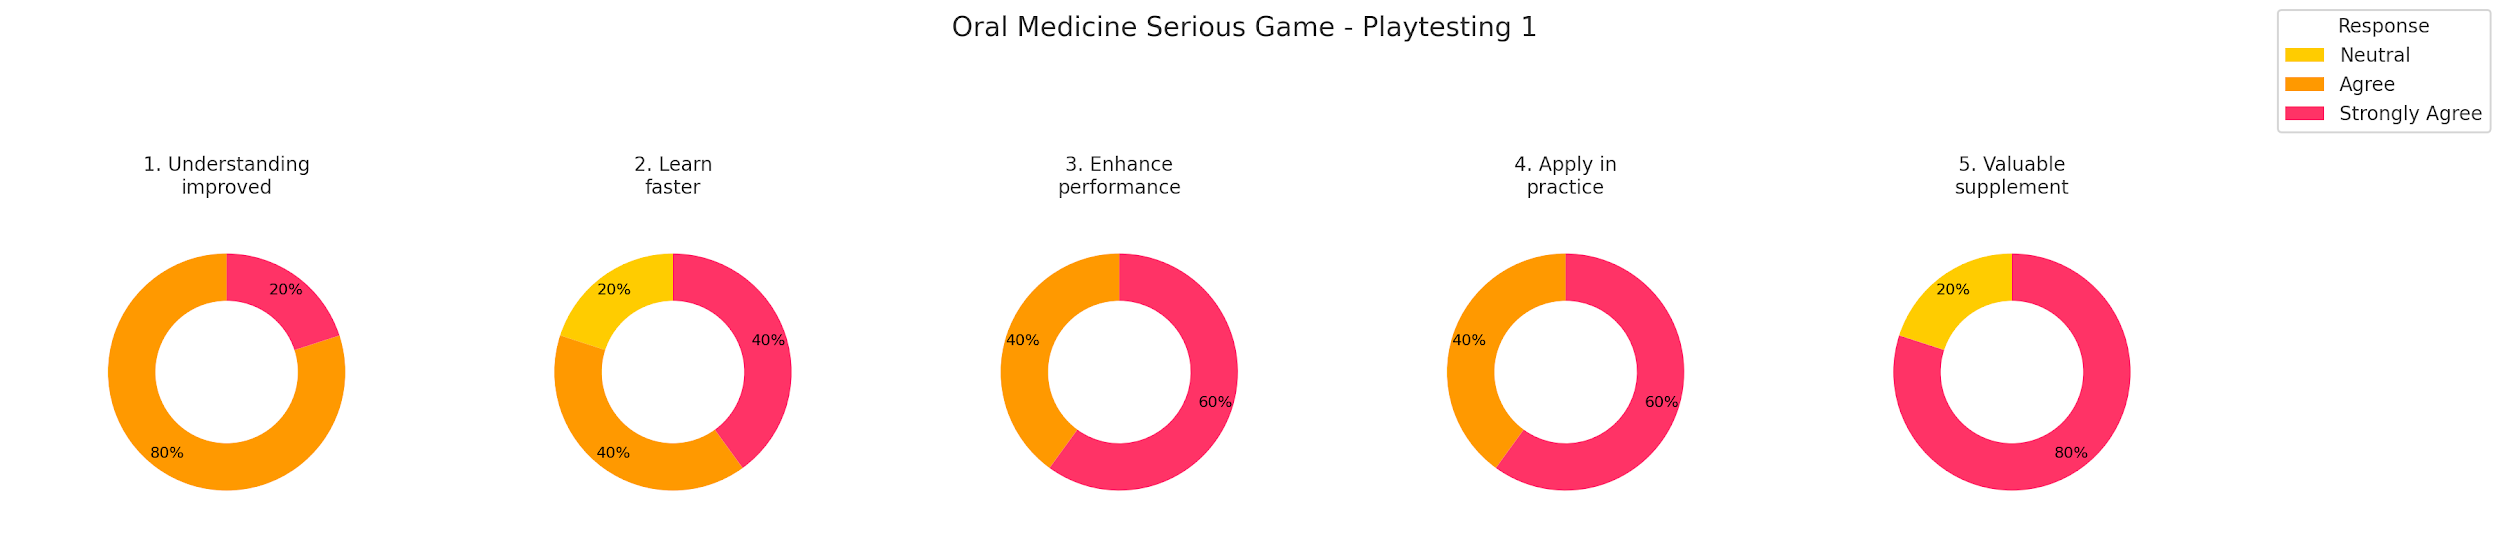 Oral Medicine Serious Game - Playtesting 1
Response
Neutral
Agree
Strongly Agree
1. Understanding
improved
2. Learn
faster
3. Enhance
performance
4. Apply in
practice
5. Valuable
supplement
20%
80%
20%
40%
40%
40%
60%
40%
60%
20%
80%